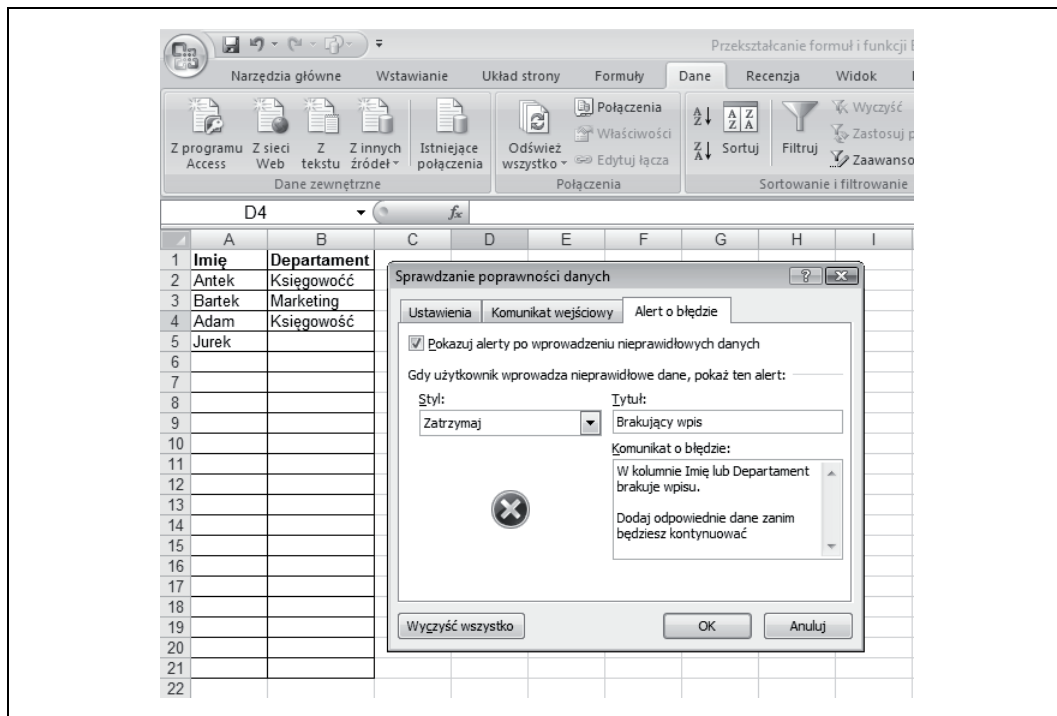 Przekształcanie formuł i funkcji E
Narzędzia główne Wstawianie Układ strony Formuły Dane Recenzja Widok
Z programu Access
Z sieci Web
Z tekstu
Z innych źródeł
Istniejące połączenia
Dane zewnętrzne
Odśwież wszystko
Połączenia
Właściwości
Edytuj łącza
Połączenia
Sortuj
Filtruj
Wyczyść
Zastosuj p
Zaawanso
Sortowanie i filtrowanie
D4 fx
A B C D E F G H I
1 Imię Departament
2 Antek Księgowoćć
3 Bartek Marketing
4 Adam Księgowość
5 Jurek
6
7
8
9
10
11
12
13
14
15
16
17
18
19
20
21
22
Sprawdzanie poprawności danych
Ustawienia Komunikat wejściowy Alert o błędzie
Pokazuj alerty po wprowadzeniu nieprawidłowych danych
Gdy użytkownik wprowadza nieprawidłowe dane, pokaż ten alert:
Styl: Tytuł:
Zatrzymaj Brakujący wpis
Komunikat o błędzie:
W kolumnie Imię lub Departament
brakuje wpisu.
Dodaj odpowiednie dane zanim
będziesz kontynuować
Wyczyść wszystko OK Anuluj